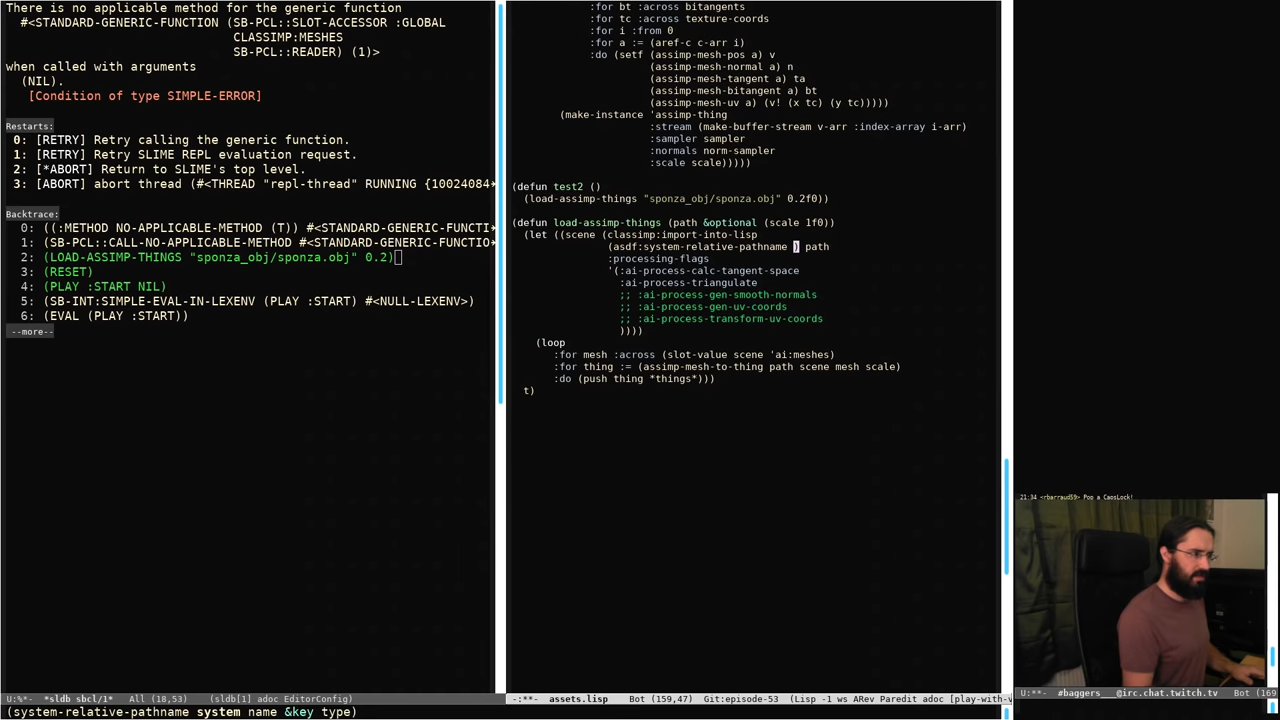 There is no applicable method for the generic function
#<STANDARD-GENERIC-FUNCTION (SB-PCL::SLOT-ACCESSOR :GLOBAL
CLASSIMP:MESHES
SB-PCL::READER) (1)>
when called with arguments
(NIL).
[Condition of type SIMPLE-ERROR]
Restarts:
0: [RETRY] Retry calling the generic function.
1: [RETRY] Retry SLIME REPL evaluation request.
2: [*ABORT] Return to SLIME's top level.
3: [ABORT] abort thread (#<THREAD "repl-thread" RUNNING {10024084
Backtrace:
0: ((:METHOD NO-APPLICABLE-METHOD (T)) #<STANDARD-GENERIC-FUNCTI
1: (SB-PCL::CALL-NO-APPLICABLE-METHOD #<STANDARD-GENERIC-FUNCTIO
2: (LOAD-ASSIMP-THINGS "sponza_obj/sponza.obj" 0.2)
3: (RESET)
4: (PLAY :START NIL)
5: (SB-INT:SIMPLE-EVAL-IN-LEXENV (PLAY :START) #<NULL-LEXENV>)
6: (EVAL (PLAY :START))
--more--
U:%*- *sldb sbcl/1* All (18,53) (sldb[1] adoc EditorConfig)
(system-relative-pathname system name &key type)
:for bt :across bitangents
:for tc :across texture-coords
:for i :from 0
:for a := (aref-c c-arr i)
:do (setf (assimp-mesh-pos a) v
(assimp-mesh-normal a) n
(assimp-mesh-tangent a) ta
(assimp-mesh-bitangent a) bt
(assimp-mesh-uv a) (v! (x tc) (y tc)))))
(make-instance 'assimp-thing
:stream (make-buffer-stream v-arr :index-array i-arr)
:sampler sampler
:normals norm-sampler
:scale scale)))))
(defun test2 ()
(load-assimp-things "sponza_obj/sponza.obj" 0.2f0))
(defun load-assimp-things (path &optional (scale 1f0))
(let ((scene (classimp:import-into-lisp
(asdf:system-relative-pathname ) path
:processing-flags
'(:ai-process-calc-tangent-space
:ai-process-triangulate
;; :ai-process-gen-smooth-normals
;; :ai-process-gen-uv-coords
;; :ai-process-transform-uv-coords
))))
(loop
:for mesh :across (slot-value scene 'ai:meshes)
:for thing := (assimp-mesh-to-thing path scene mesh scale)
:do (push thing *things*)))
t)
-:**- assets.lisp Bot (159,47) Git:episode-53 (Lisp -1 ws ARev Paredit adoc [play-with-v
21:34 <rbarraud59> Pop a CapsLock!
U:**- #baggers__ @irc.chat.twitch.tv Bot (169